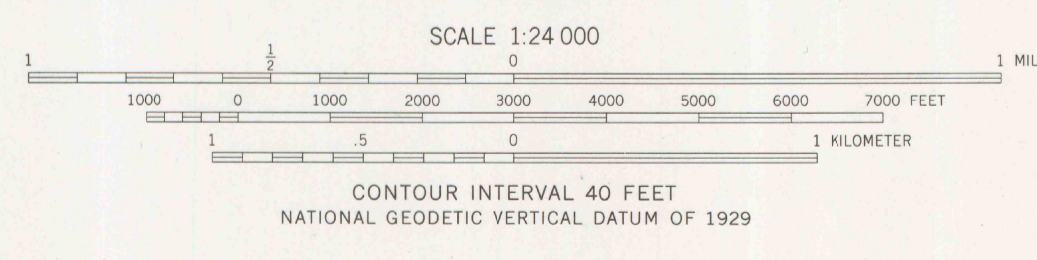 SCALE 1:24 000
1 1/2 0 1 MIL
1000 0 1000 2000 3000 4000 5000 6000 7000 FEET
1 .5 0 1 KILOMETER
CONTOUR INTERVAL 40 FEET
NATIONAL GEODETIC VERTICAL DATUM OF 1929